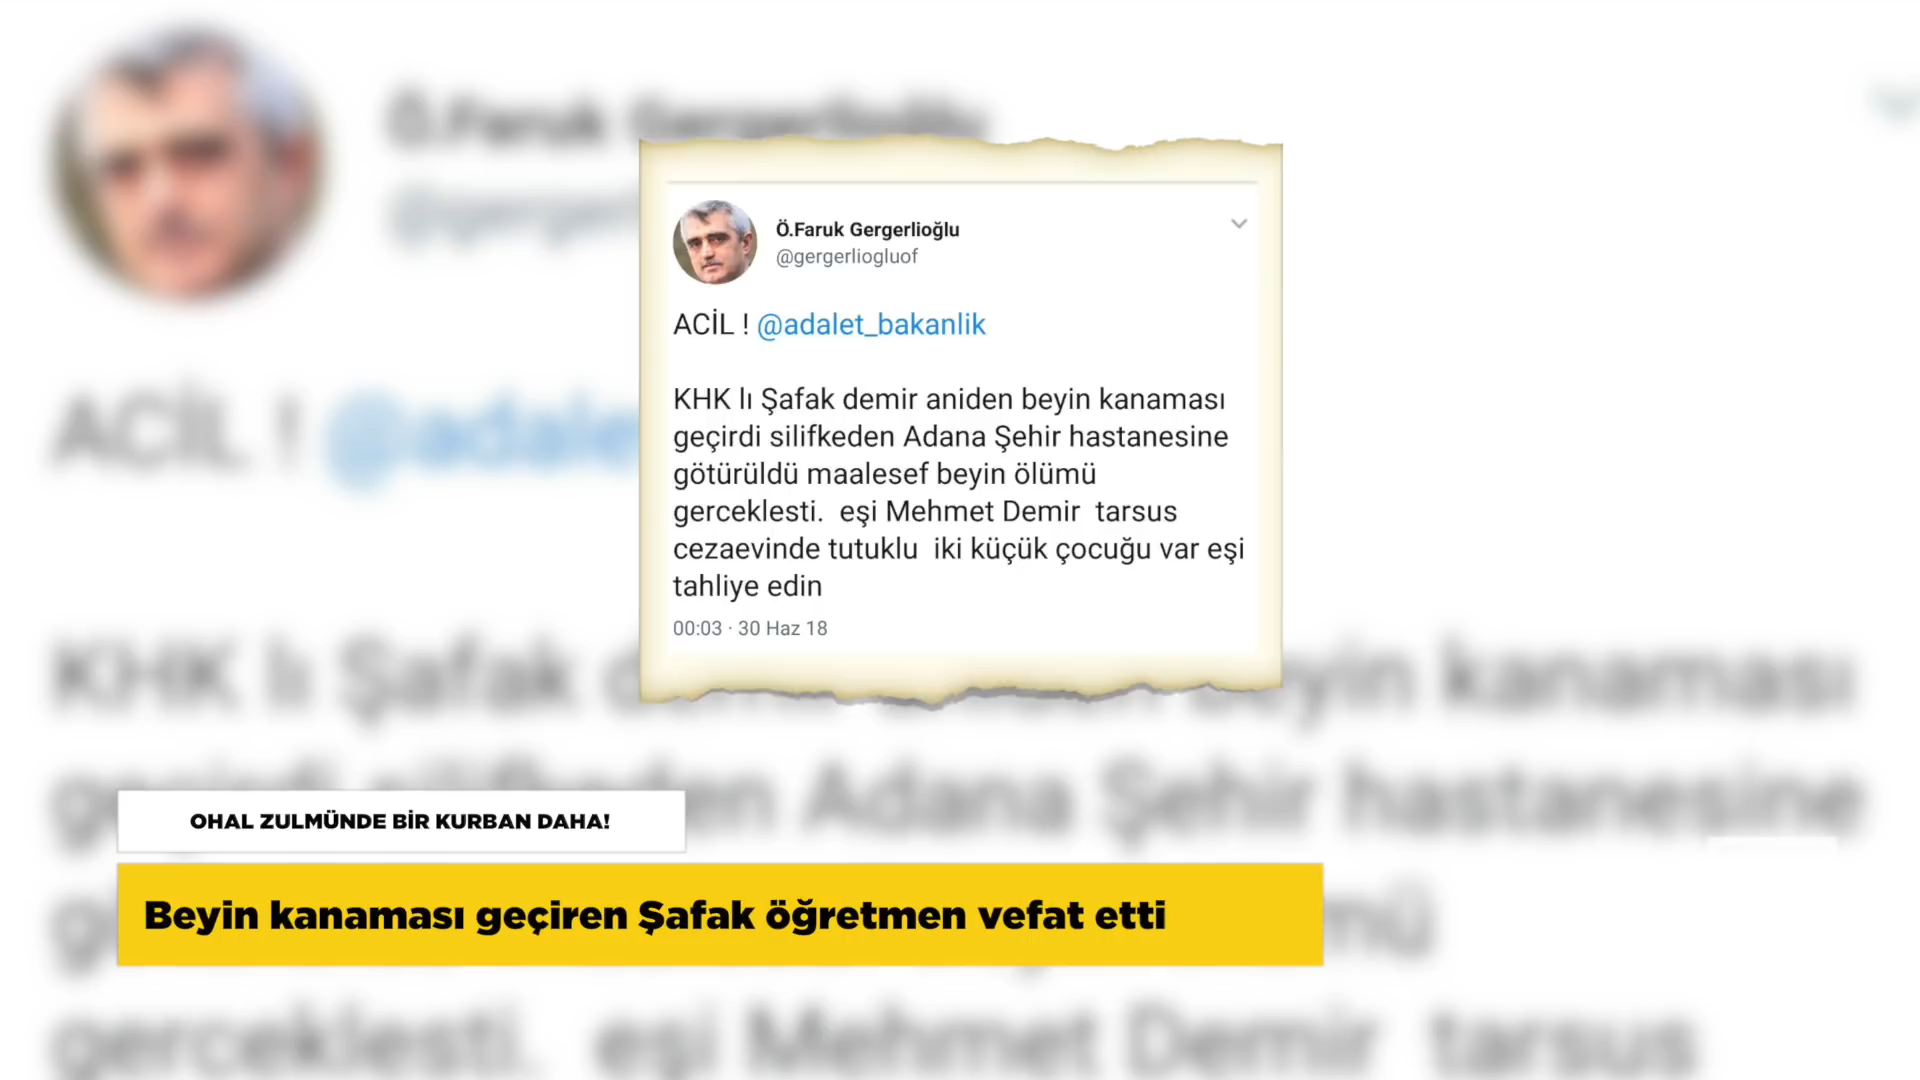 Ö.Faruk Gergerlioğlu
@gergerliogluof
ACİL ! @adalet_bakanlik
KHK lı Şafak demir aniden beyin kanaması
geçirdi silifkeden Adana Şehir hastanesine
götürüldü maalesef beyin ölümü
gerceklesti.  eşi Mehmet Demir  tarsus
cezaevinde tutuklu  iki küçük çocuğu var eşi
tahliye edin
00:03 · 30 Haz 18
OHAL ZULMÜNDE BİR KURBAN DAHA!
Beyin kanaması geçiren Şafak öğretmen vefat etti